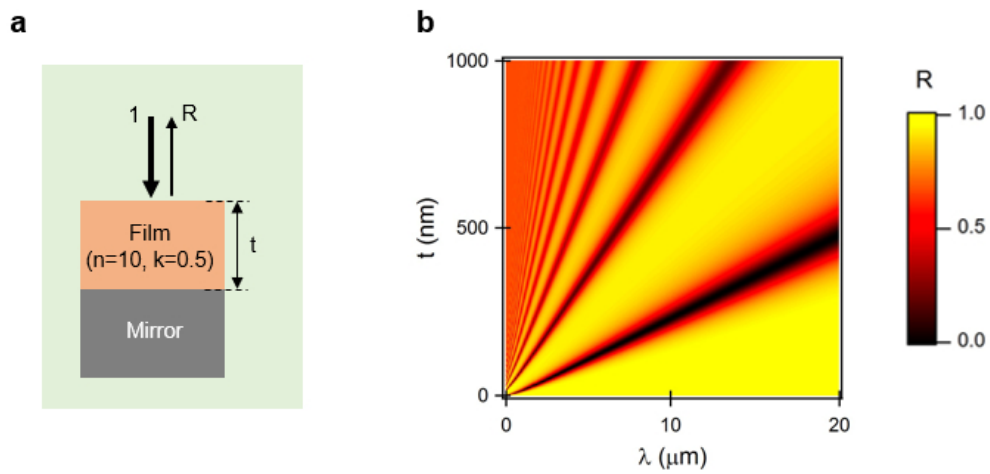 a
1
R
Film
(n=10, k=0.5)
t
Mirror
b
1000
500
0
t (nm)
0
10
20
λ (μm)
R
1.0
0.5
0.0